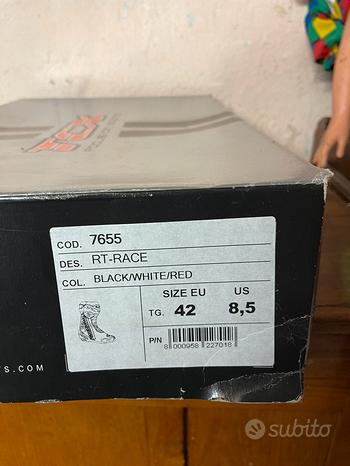 TCX
COD. 7655
DES. RT-RACE
COL. BLACK/WHITE/RED
SIZE EU US
TG. 42 8,5
P/N 8 000958 227018
S.COM
subito